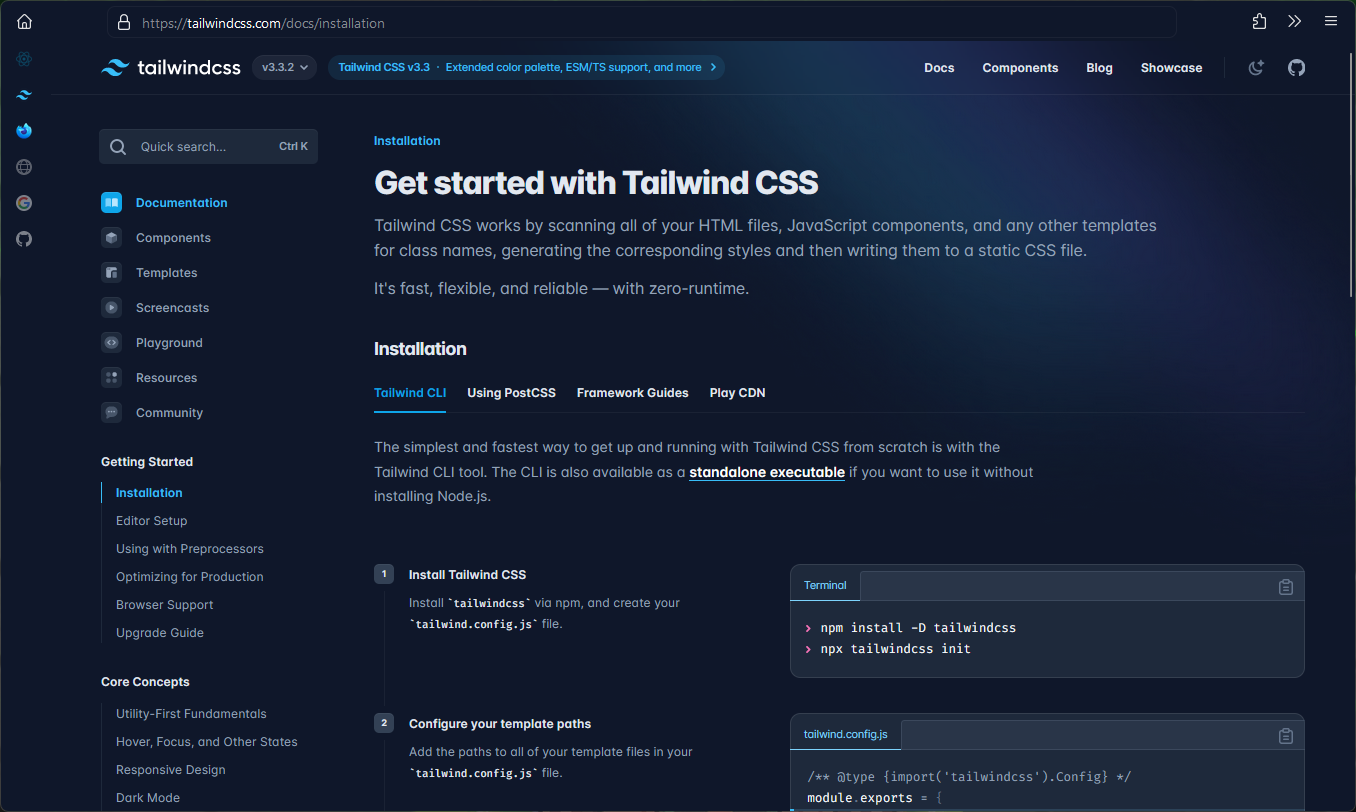 https://tailwindcss.com/docs/installation
tailwindcss
v3.3.2
Tailwind CSS v3.3 · Extended color palette, ESM/TS support, and more
Docs
Components
Blog
Showcase
Quick search...
Ctrl K
Documentation
Components
Templates
Screencasts
Playground
Resources
Community
Getting Started
Installation
Editor Setup
Using with Preprocessors
Optimizing for Production
Browser Support
Upgrade Guide
Core Concepts
Utility-First Fundamentals
Hover, Focus, and Other States
Responsive Design
Dark Mode
Installation
Get started with Tailwind CSS
Tailwind CSS works by scanning all of your HTML files, JavaScript components, and any other templates
for class names, generating the corresponding styles and then writing them to a static CSS file.
It's fast, flexible, and reliable — with zero-runtime.
Installation
Tailwind CLI
Using PostCSS
Framework Guides
Play CDN
The simplest and fastest way to get up and running with Tailwind CSS from scratch is with the
Tailwind CLI tool. The CLI is also available as a standalone executable if you want to use it without
installing Node.js.
1
Install Tailwind CSS
Install `tailwindcss` via npm, and create your
`tailwind.config.js` file.
Terminal
> npm install -D tailwindcss
> npx tailwindcss init
2
Configure your template paths
Add the paths to all of your template files in your
`tailwind.config.js` file.
tailwind.config.js
/** @type {import('tailwindcss').Config} */
module.exports = {